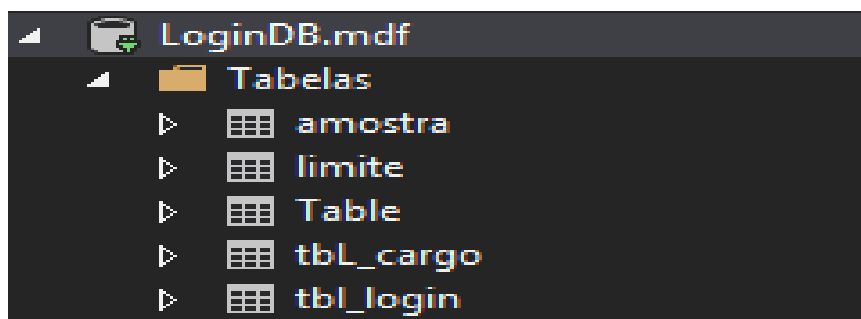 LoginDB.mdf
Tabelas
amostra
limite
Table
tbL_cargo
tbl_login